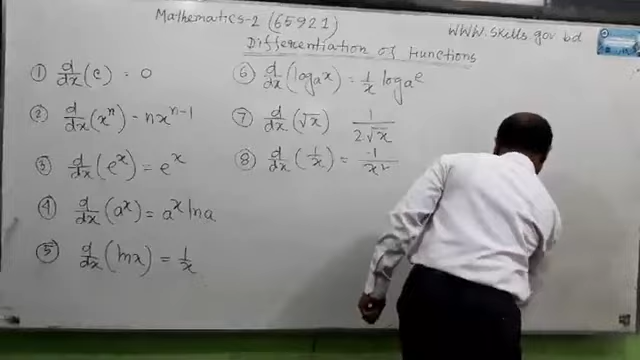 Mathematics-2 (65921)
WWW.skills.gov.bd
Differentiation of Functions
① d/dx (c) = 0
② d/dx (xⁿ) = nxⁿ⁻¹
③ d/dx (eˣ) = eˣ
④ d/dx (aˣ) = aˣ ln a
⑤ d/dx (ln x) = 1/x
⑥ d/dx (logₐx) = 1/x logₐe
⑦ d/dx (√x) 1/2√x
⑧ d/dx (1/x) = -1/x²